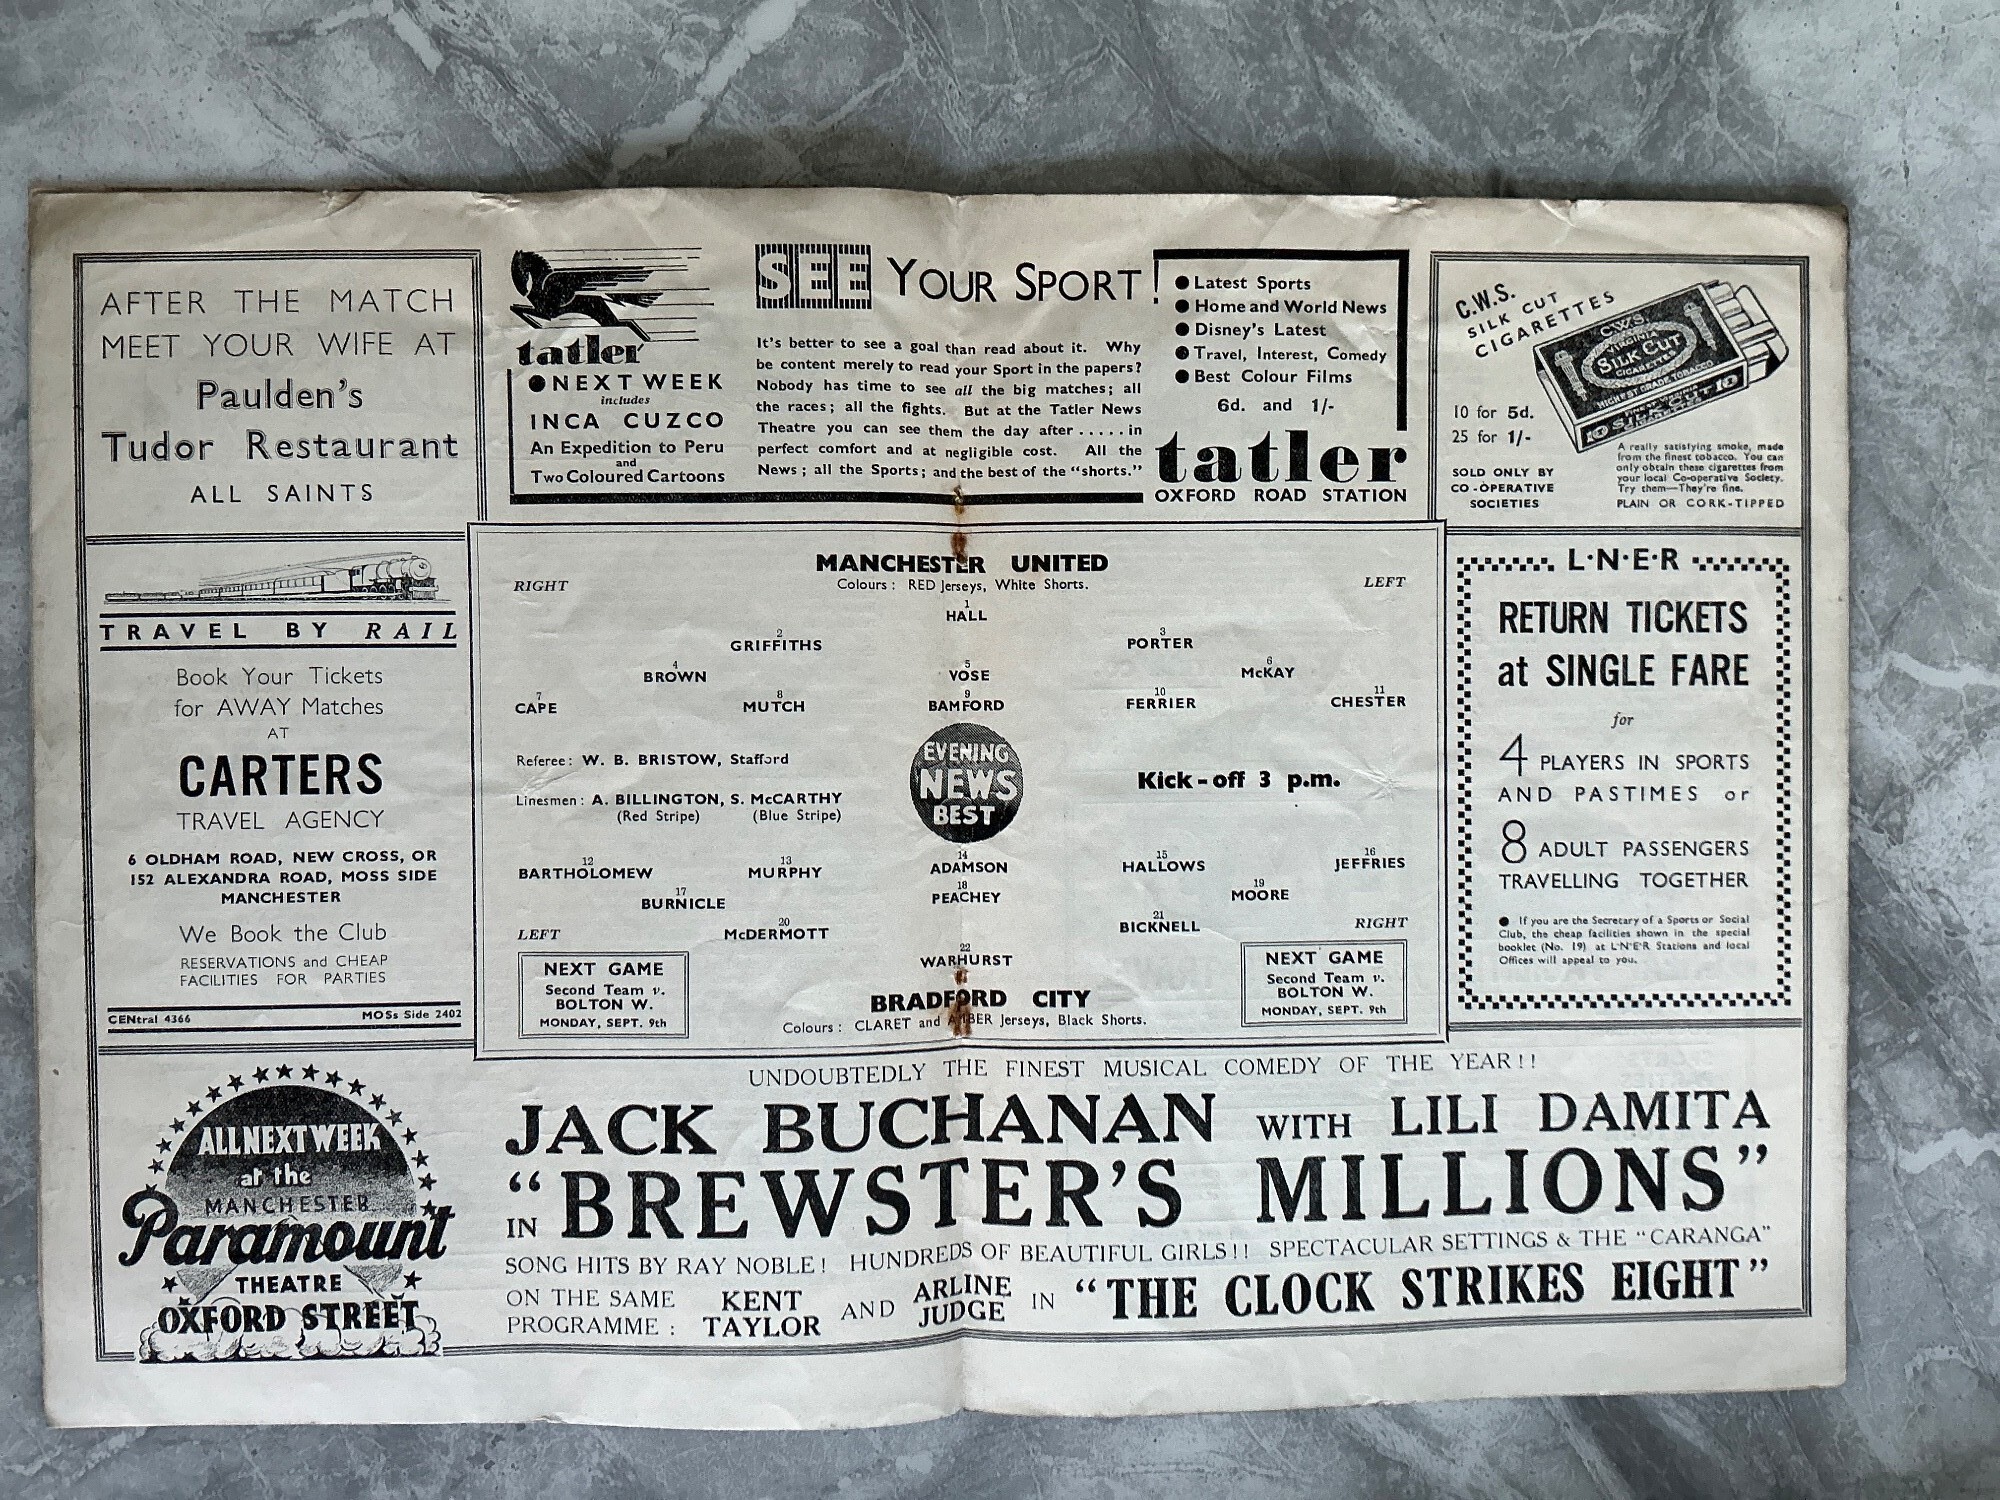 AFTER THE MATCH
MEET YOUR WIFE AT
Paulden's
Tudor Restaurant
ALL SAINTS
tatler
●NEXT WEEK
includes
INCA CUZCO
An Expedition to Peru
and
Two Coloured Cartoons
SEE YOUR SPORT!
It's better to see a goal than read about it. Why
be content merely to read your Sport in the papers?
Nobody has time to see all the big matches; all
the races; all the fights. But at the Tatler News
Theatre you can see them the day after.....in
perfect comfort and at negligible cost. All the
News; all the Sports; and the best of the "shorts."
● Latest Sports
● Home and World News
● Disney's Latest
● Travel, Interest, Comedy
● Best Colour Films
6d. and 1/-
tatler
OXFORD ROAD STATION
C.W.S.
SILK CUT
CIGARETTES
C.W.S.
VIRGINIA
SILK CUT
CIGARETTES
HIGHEST GRADE TOBACCO
10 SILK CUT 10
10 for 5d.
25 for 1/-
SOLD ONLY BY
CO-OPERATIVE
SOCIETIES
A really satisfying smoke, made
from the finest tobacco. You can
only obtain these cigarettes from
your local Co-operative Society.
Try them—They're fine.
PLAIN OR CORK-TIPPED
TRAVEL BY RAIL
Book Your Tickets
for AWAY Matches
AT
CARTERS
TRAVEL AGENCY
6 OLDHAM ROAD, NEW CROSS, OR
152 ALEXANDRA ROAD, MOSS SIDE
MANCHESTER
We Book the Club
RESERVATIONS and CHEAP
FACILITIES FOR PARTIES
CENtral 4366 MOSs Side 2402
MANCHESTER UNITED
RIGHT Colours: RED Jerseys, White Shorts. LEFT
1
HALL
2 3
GRIFFITHS PORTER
4 5 6
BROWN VOSE McKAY
7 8 9 10 11
CAPE MUTCH BAMFORD FERRIER CHESTER
Referee: W. B. BRISTOW, Stafford
Linesmen: A. BILLINGTON, S. McCARTHY
(Red Stripe) (Blue Stripe)
EVENING
NEWS
BEST
Kick-off 3 p.m.
12 13 14 15 16
BARTHOLOMEW MURPHY ADAMSON HALLOWS JEFFRIES
17 18 19
BURNICLE PEACHEY MOORE
20 21
LEFT McDERMOTT BICKNELL RIGHT
22
WARHURST
NEXT GAME
Second Team v.
BOLTON W.
MONDAY, SEPT. 9th
BRADFORD CITY
Colours: CLARET and AMBER Jerseys, Black Shorts.
NEXT GAME
Second Team v.
BOLTON W.
MONDAY, SEPT. 9th
L·N·E·R
RETURN TICKETS
at SINGLE FARE
for
4 PLAYERS IN SPORTS
AND PASTIMES or
8 ADULT PASSENGERS
TRAVELLING TOGETHER
● If you are the Secretary of a Sports or Social
Club, the cheap facilities shown in the special
booklet (No. 19) at L·N·E·R Stations and local
Offices will appeal to you.
ALL NEXT WEEK
at the
MANCHESTER
Paramount
THEATRE
OXFORD STREET
UNDOUBTEDLY THE FINEST MUSICAL COMEDY OF THE YEAR!!
JACK BUCHANAN WITH LILI DAMITA
IN "BREWSTER'S MILLIONS"
SONG HITS BY RAY NOBLE! HUNDREDS OF BEAUTIFUL GIRLS!! SPECTACULAR SETTINGS & THE "CARANGA"
ON THE SAME
PROGRAMME: KENT
TAYLOR AND ARLINE
JUDGE IN "THE CLOCK STRIKES EIGHT"